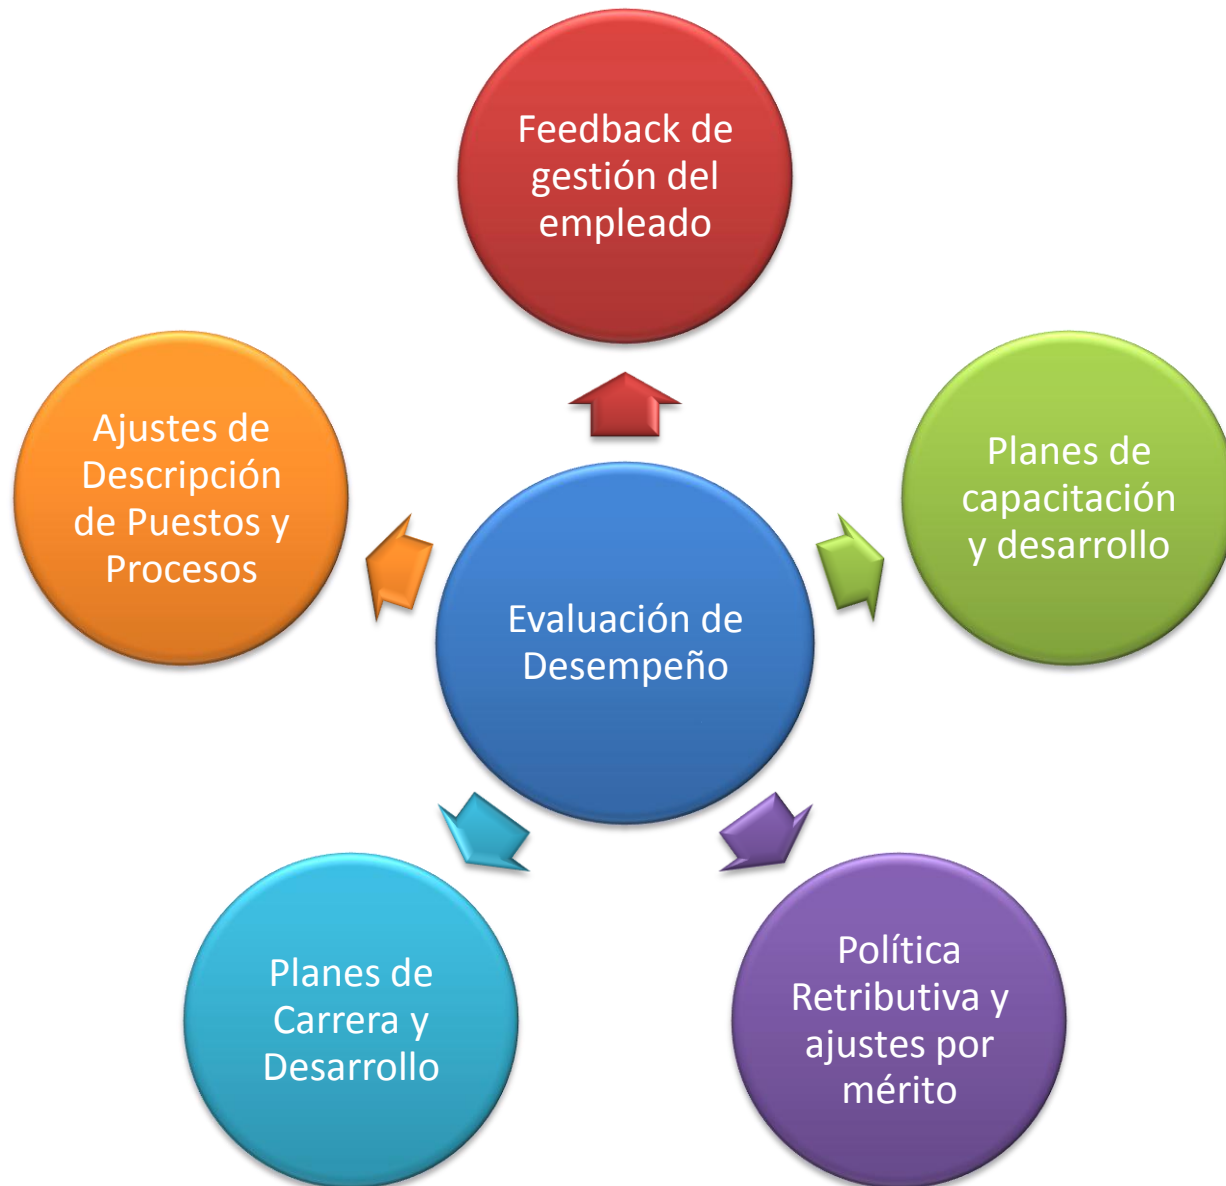 Feedback de
gestión del
empleado
Ajustes de
Descripción
de Puestos y
Procesos
Planes de
capacitación
y desarrollo
Evaluación de
Desempeño
Planes de
Carrera y
Desarrollo
Política
Retributiva y
ajustes por
mérito